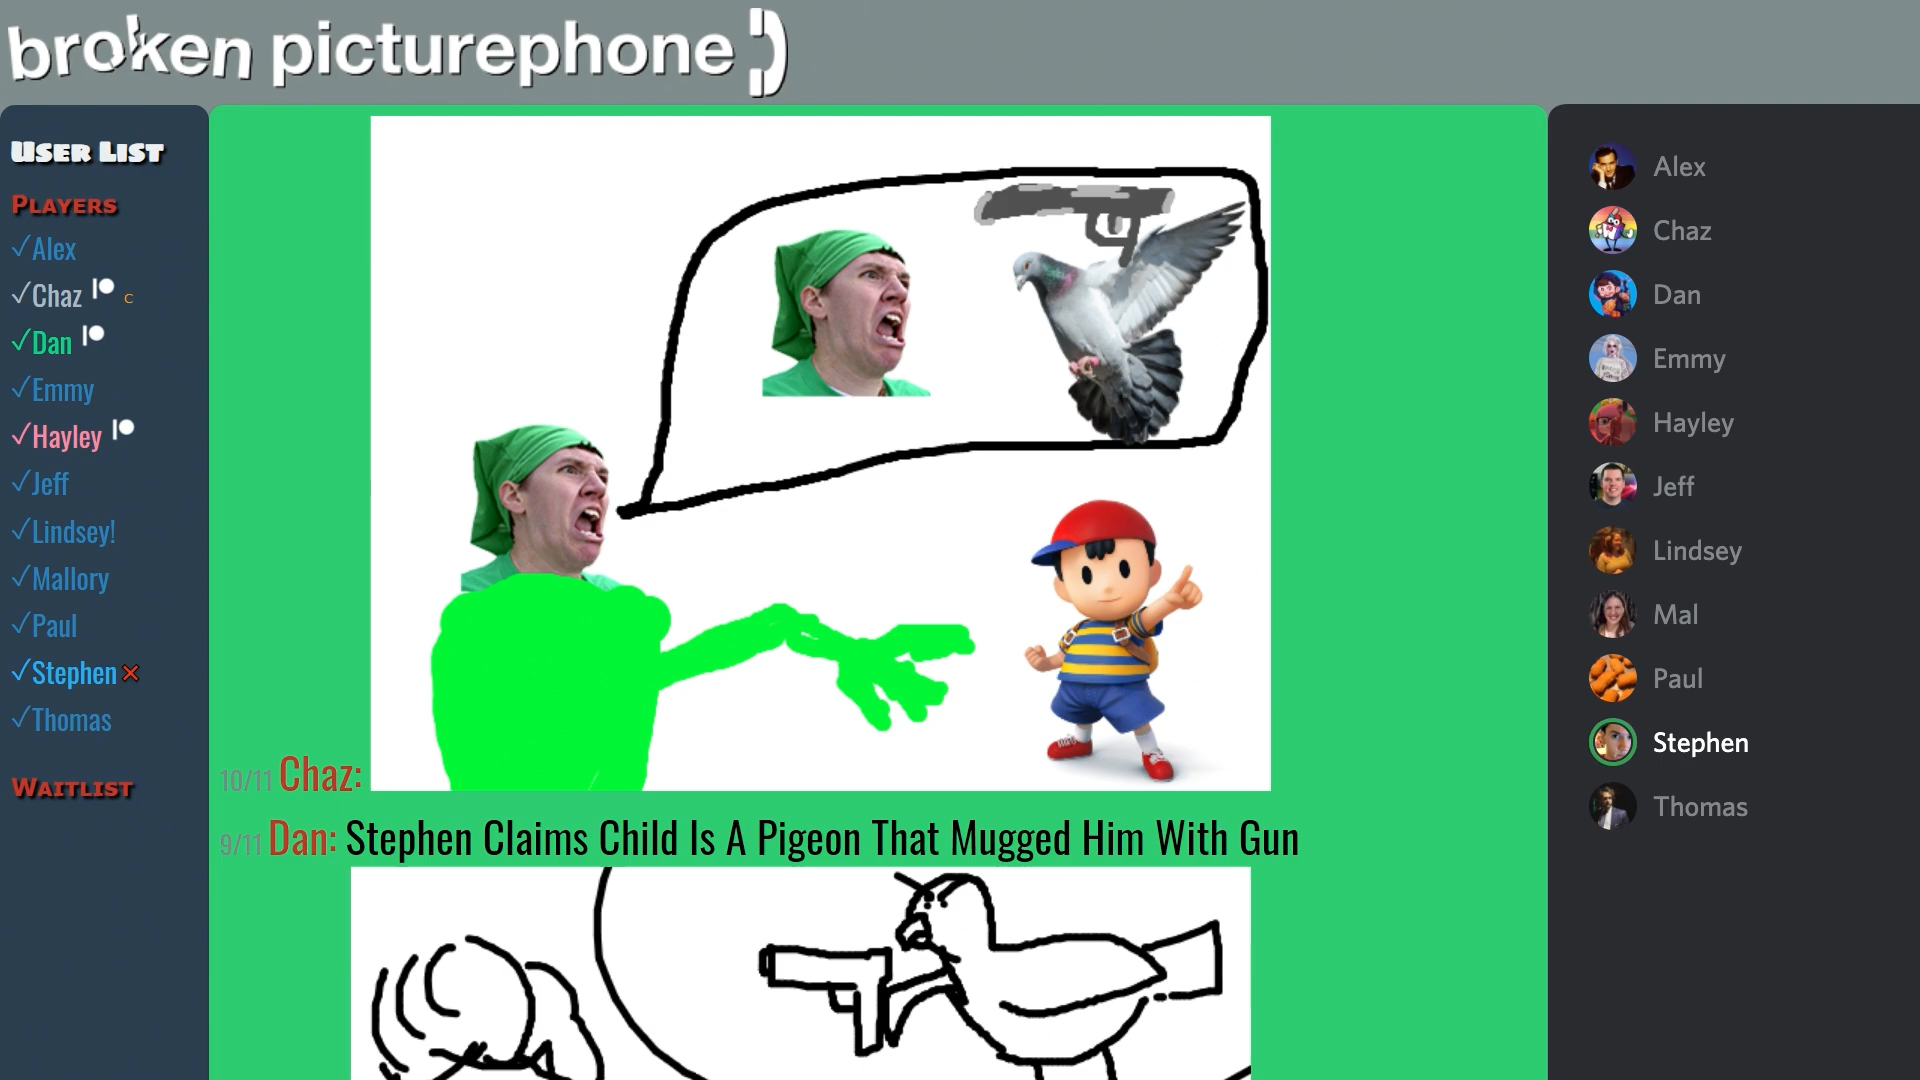 broken picturephone
User List
Players
✓Alex
✓Chaz C
✓Dan
✓Emmy
✓Hayley
✓Jeff
✓Lindsey!
✓Mallory
✓Paul
✓Stephen ✕
✓Thomas
Waitlist
10/11 Chaz:
9/11 Dan: Stephen Claims Child Is A Pigeon That Mugged Him With Gun
Alex
Chaz
Dan
Emmy
Hayley
Jeff
Lindsey
Mal
Paul
Stephen
Thomas